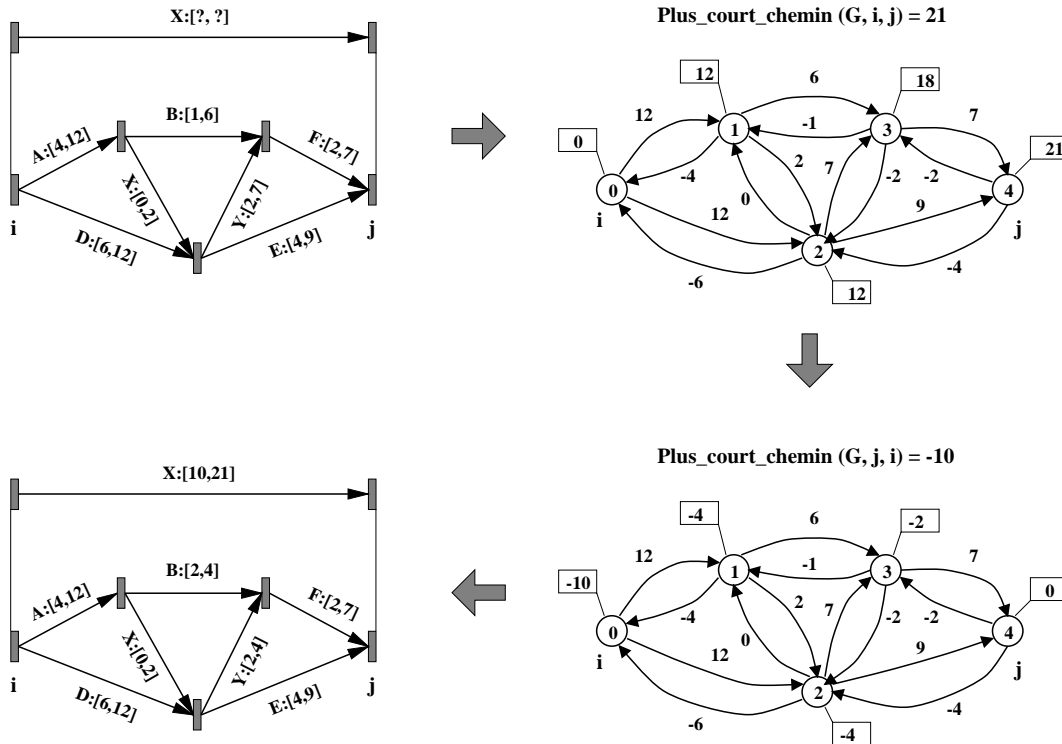 X:[?, ?]
A:[4,12]
B:[1,6]
X:[0,2]
Y:[2,7]
F:[2,7]
D:[6,12]
E:[4,9]
i
j
Plus_court_chemin (G, i, j) = 21
12
6
18
12
-1
7
0
1
3
21
-4
2
7
-2
-2
0
0
4
i
12
9
j
2
-6
-4
12
Plus_court_chemin (G, j, i) = -10
-4
6
-2
12
-1
7
-10
1
3
0
-4
2
7
-2
-2
0
0
4
i
12
9
j
2
-6
-4
-4
X:[10,21]
A:[4,12]
B:[2,4]
X:[0,2]
Y:[2,4]
F:[2,7]
D:[6,12]
E:[4,9]
i
j